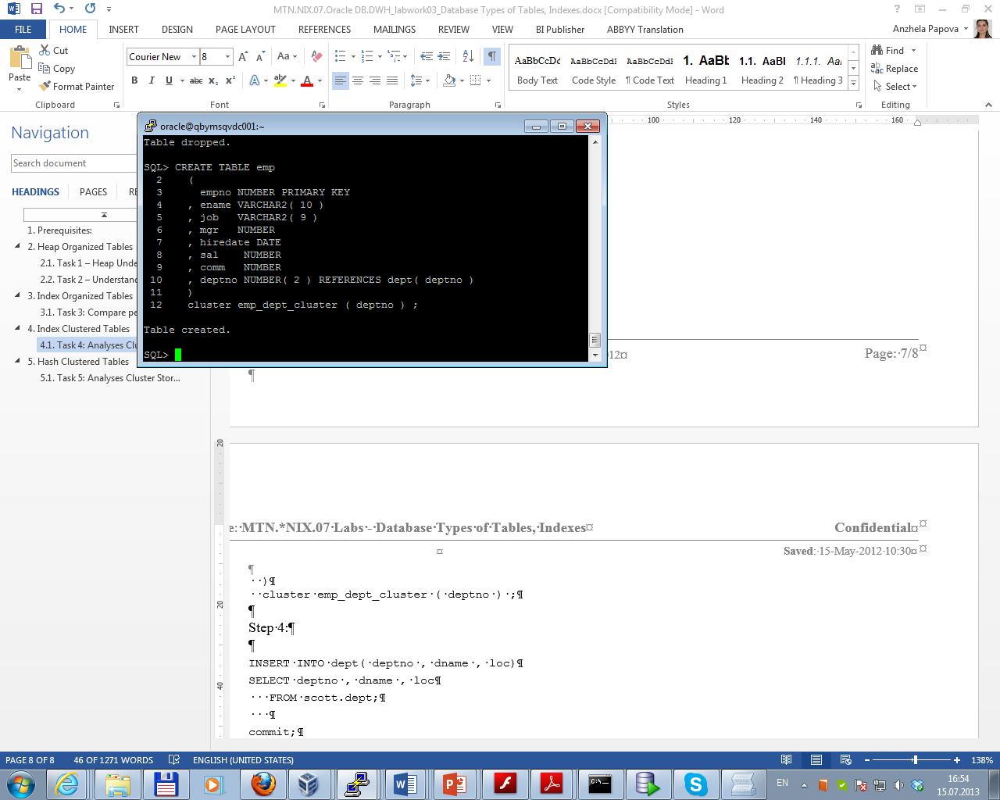 MTN.NIX.07.Oracle DB.DWH_labwork03_Database Types of Tables, Indexes.docx [Compatibility Mode] - Word
FILE HOME INSERT DESIGN PAGE LAYOUT REFERENCES MAILINGS REVIEW VIEW BI Publisher ABBYY Translation Anzhela Papova
Paste
Cut
Copy
Format Painter
Clipboard
Courier New 8
Font
Paragraph
AaBbCcDd AaBbCcDdE AaBbCcDdE 1. AaBb 1.1. AaBl 1.1.1. Aa
Body Text Code Style ¶ Code Text Heading 1 Heading 2 ¶ Heading 3
Styles
Find
Replace
Select
Editing
Navigation
Search document
HEADINGS PAGES RE
1. Prerequisites:
2. Heap Organized Tables
2.1. Task 1 – Heap Unde
2.2. Task 2 – Understan
3. Index Organized Tables
3.1. Task 3: Compare pe
4. Index Clustered Tables
4.1. Task 4: Analyses Clu
5. Hash Clustered Tables
5.1. Task 5: Analyses Cluster Stor...
oracle@qbymsqvdc001:~
Table dropped.
SQL> CREATE TABLE emp
2 (
3 empno NUMBER PRIMARY KEY
4 , ename VARCHAR2( 10 )
5 , job VARCHAR2( 9 )
6 , mgr NUMBER
7 , hiredate DATE
8 , sal NUMBER
9 , comm NUMBER
10 , deptno NUMBER( 2 ) REFERENCES dept( deptno )
11 )
12 cluster emp_dept_cluster ( deptno ) ;
Table created.
SQL>
100 120 140 160
012¤ Page:·7/8¤
¶
20
e:·MTN.*NIX.07·Labs·-·Database·Types·of·Tables,·Indexes¤ Confidential¤¤
¤ Saved:·15-May-2012·10:30¤¤
¶
··)¶
··cluster·emp_dept_cluster·(·deptno·)·;¶
20
¶
Step·4:¶
¶
INSERT·INTO·dept(·deptno·,·dname·,·loc)¶
SELECT·deptno·,·dname·,·loc¶
40
···FROM·scott.dept;¶
···¶
commit;¶
PAGE 8 OF 8 46 OF 1271 WORDS ENGLISH (UNITED STATES) 138%
EN 16:54
15.07.2013